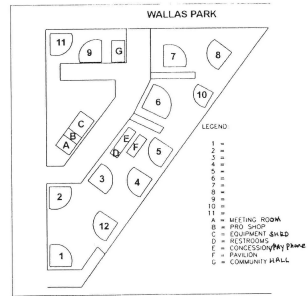 WALLAS PARK
11
9
G
7
8
10
6
C
B
A
E
D
F
5
3
4
2
12
1
LEGEND
1 =
2 =
3 =
4 =
5 =
6 =
7 =
8 =
9 =
10 =
11 =
A = MEETING ROOM
B = PRO SHOP
C = EQUIPMENT SHED
D = RESTROOMS
E = CONCESSION/Pay phone
F = PAVILION
G = COMMUNITY HALL